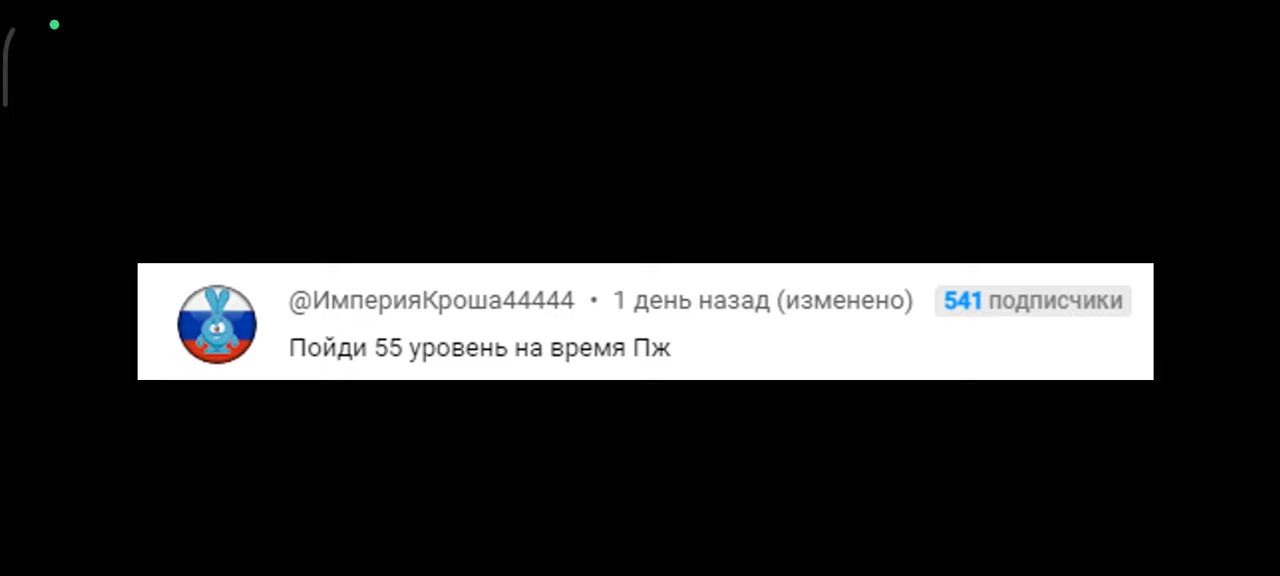 @ИмперияКроша44444 • 1 день назад (изменено) 541 подписчики
Пойди 55 уровень на время Пж